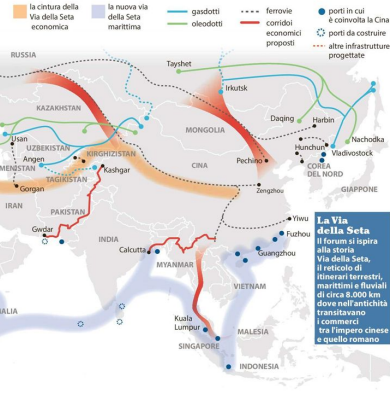 la cintura della
Via della Seta
economica
la nuova via
della Seta
marittima
gasdotti
oleodotti
ferrovie
corridoi
economici
proposti
porti in cui
è coinvolta la Cina
porti da costruire
altre infrastrutture
progettate
RUSSIA
Tayshet
Irkutsk
KAZAKHSTAN
MONGOLIA
Daqing
Harbin
Usan
UZBEKISTAN
Hunchun
Nachodka
Vladivostock
Angen
KIRGHIZISTAN
MENISTAN
Kashgar
CINA
Pechino
COREA
DEL NORD
TAGIKISTAN
Gorgan
Zengzhou
GIAPPONE
IRAN
PAKISTAN
Gwdar
INDIA
Yiwu
Fuzhou
Calcutta
Guangzhou
MYANMAR
VIETNAM
ALIA
Kuala
Lumpur
MALESIA
SINGAPORE
INDONESIA
La Via
della Seta
Il forum si ispira
alla storia
Via della Seta,
il reticolo di
itinerari terrestri,
marittimi e fluviali
di circa 8.000 km
dove nell'antichità
transitavano
i commerci
tra l'impero cinese
e quello romano